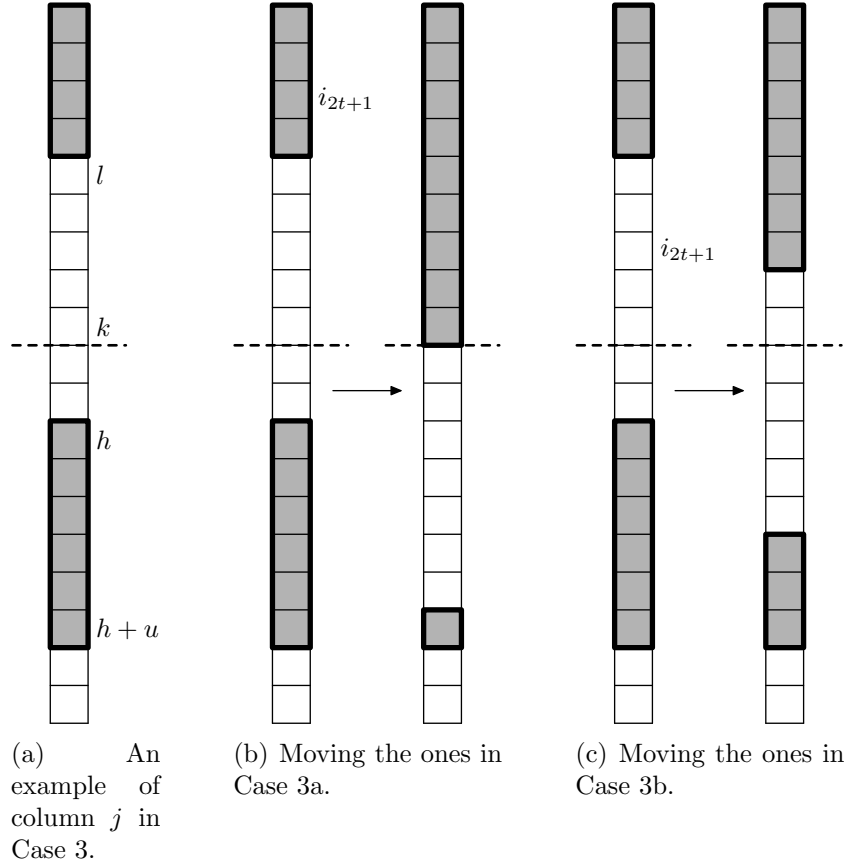 i_{2t+1}
l
i_{2t+1}
k
h
h + u
(a) An
example of
column j in
Case 3.
(b) Moving the ones in
Case 3a.
(c) Moving the ones in
Case 3b.